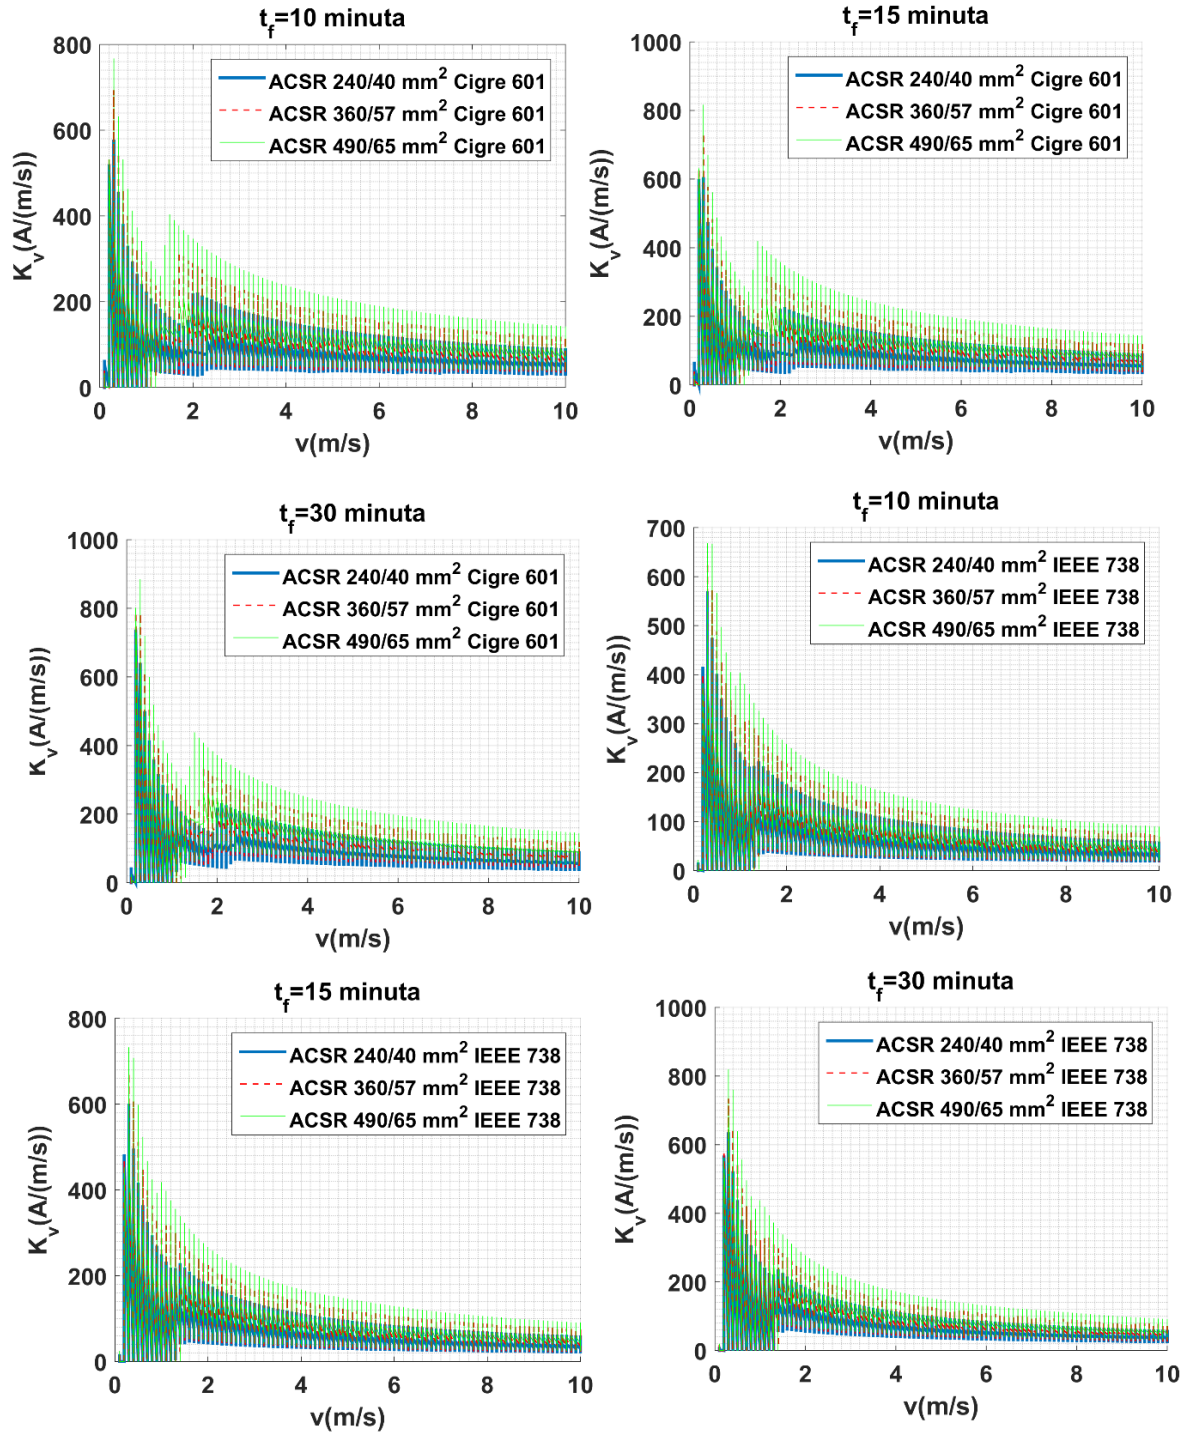 t_f=10 minuta
800
600
400
200
0
K_v(A/(m/s))
ACSR 240/40 mm² Cigre 601
ACSR 360/57 mm² Cigre 601
ACSR 490/65 mm² Cigre 601
0 2 4 6 8 10
v(m/s)
t_f=15 minuta
1000
800
600
400
200
0
K_v(A/(m/s))
ACSR 240/40 mm² Cigre 601
ACSR 360/57 mm² Cigre 601
ACSR 490/65 mm² Cigre 601
0 2 4 6 8 10
v(m/s)
t_f=30 minuta
1000
800
600
400
200
0
K_v(A/(m/s))
ACSR 240/40 mm² Cigre 601
ACSR 360/57 mm² Cigre 601
ACSR 490/65 mm² Cigre 601
0 2 4 6 8 10
v(m/s)
t_f=10 minuta
700
600
500
400
300
200
100
0
K_v(A/(m/s))
ACSR 240/40 mm² IEEE 738
ACSR 360/57 mm² IEEE 738
ACSR 490/65 mm² IEEE 738
0 2 4 6 8 10
v(m/s)
t_f=15 minuta
800
600
400
200
0
K_v(A/(m/s))
ACSR 240/40 mm² IEEE 738
ACSR 360/57 mm² IEEE 738
ACSR 490/65 mm² IEEE 738
0 2 4 6 8 10
v(m/s)
t_f=30 minuta
1000
800
600
400
200
0
K_v(A/(m/s))
ACSR 240/40 mm² IEEE 738
ACSR 360/57 mm² IEEE 738
ACSR 490/65 mm² IEEE 738
0 2 4 6 8 10
v(m/s)